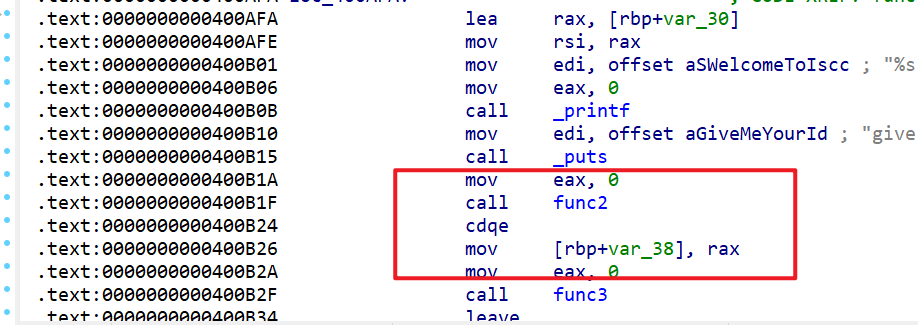 .text:0000000000400AFA lea rax, [rbp+var_30]
.text:0000000000400AFE mov rsi, rax
.text:0000000000400B01 mov edi, offset aSWelcomeToIscc ; "%s
.text:0000000000400B06 mov eax, 0
.text:0000000000400B0B call _printf
.text:0000000000400B10 mov edi, offset aGiveMeYourId ; "give
.text:0000000000400B15 call _puts
.text:0000000000400B1A mov eax, 0
.text:0000000000400B1F call func2
.text:0000000000400B24 cdqe
.text:0000000000400B26 mov [rbp+var_38], rax
.text:0000000000400B2A mov eax, 0
.text:0000000000400B2F call func3
.text:0000000000400B34 leave